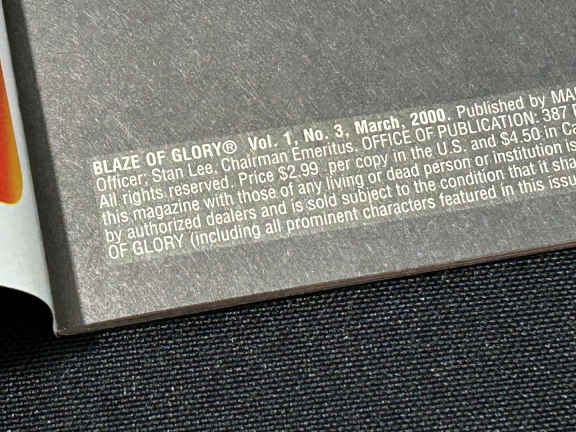 BLAZE OF GLORY® Vol. 1, No. 3, March, 2000. Published by
Officer; Stan Lee, Chairman Emeritus. OFFICE OF PUBLICATION: 387
All rights reserved. Price $2.99 per copy in the U.S. and $4.50 in
this magazine with those of any living or dead person or Institution is
by authorized dealers and is sold subject to the condition that it
OF GLORY (including all prominent characters featured in this issue